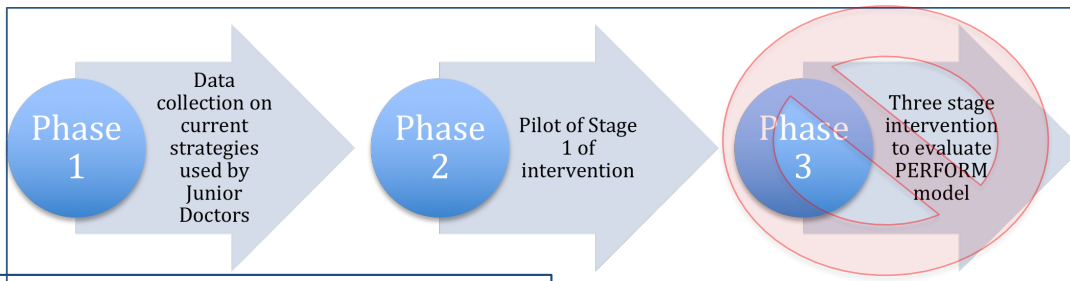 Phase
1
Data
collection on
current
strategies
used by
Junior
Doctors
Phase
2
Pilot of Stage
1 of
intervention
Phase
3
Three stage
intervention
to evaluate
PERFORM
model